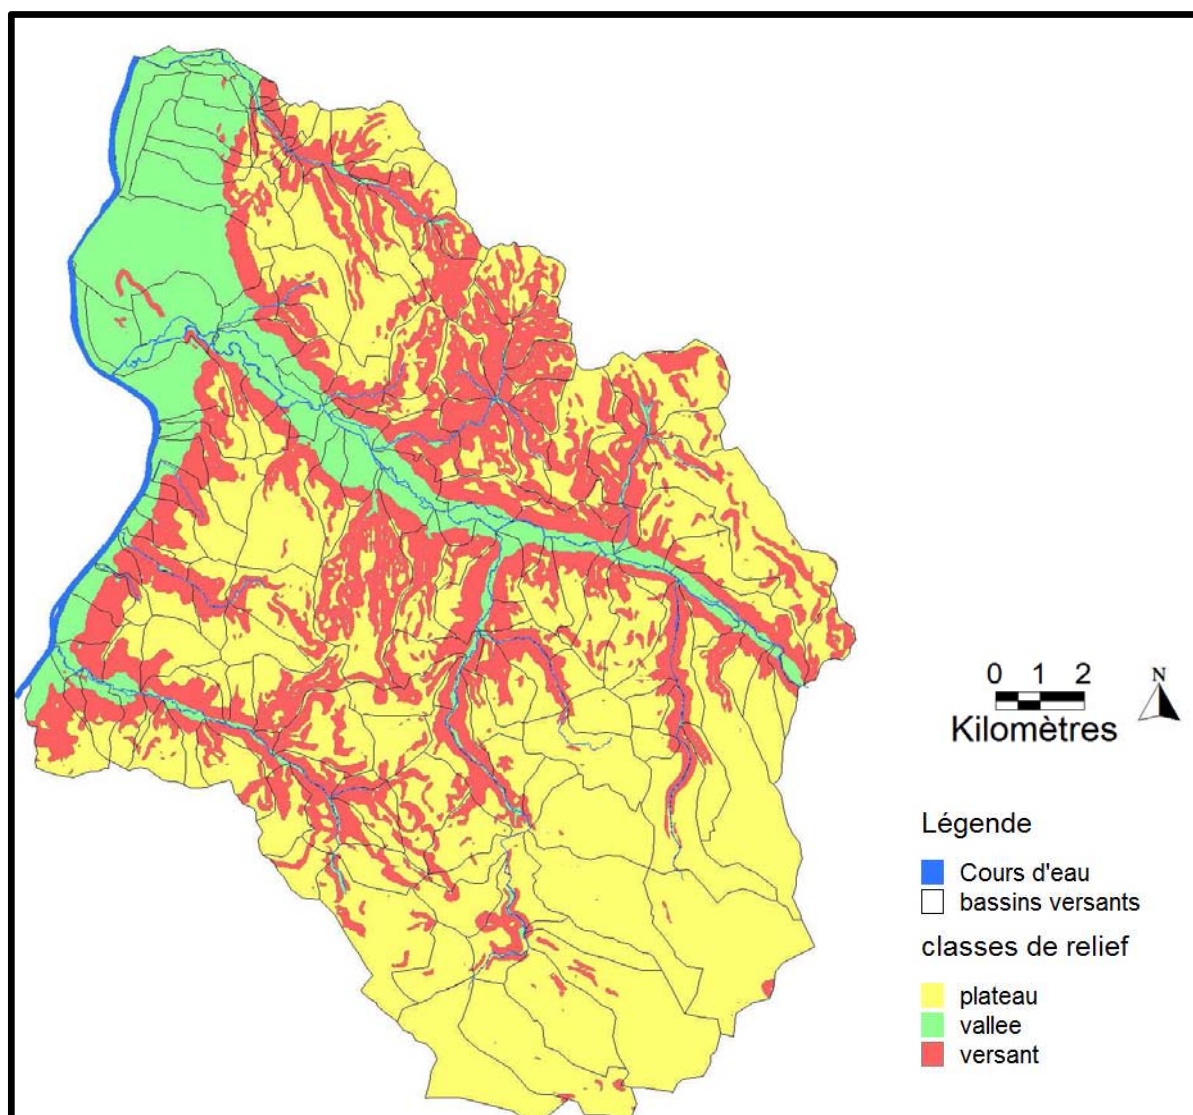 0 1 2
N
Kilomètres
Légende
Cours d'eau
bassins versants
classes de relief
plateau
vallee
versant